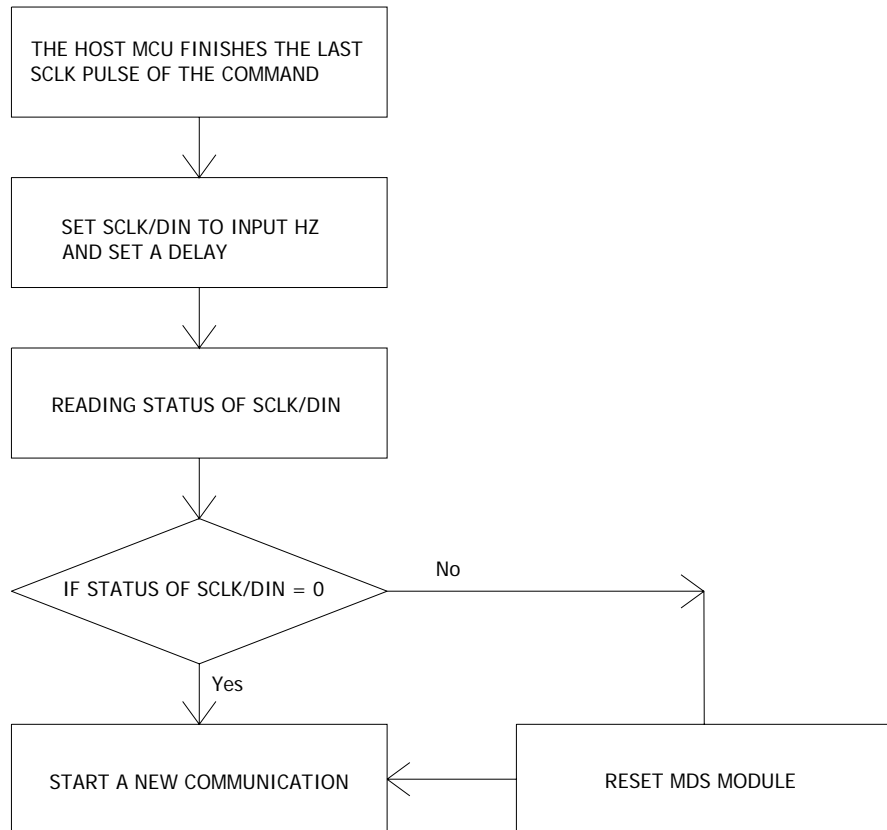 THE HOST MCU FINISHES THE LAST
SCLK PULSE OF THE COMMAND
SET SCLK/DIN TO INPUT HZ
AND SET A DELAY
READING STATUS OF SCLK/DIN
IF STATUS OF SCLK/DIN = 0
No
Yes
START A NEW COMMUNICATION
RESET MDS MODULE